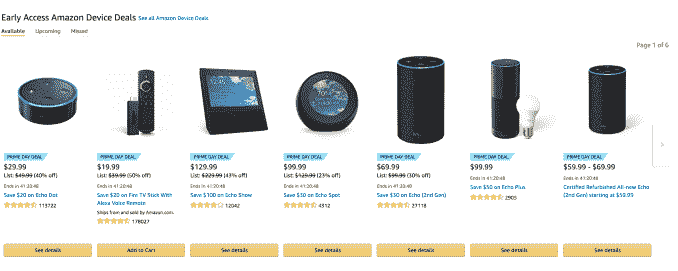 Early Access Amazon Device Deals See all Amazon Device Deals
Available Upcoming Missed
Page 1 of 6
PRIME DAY DEAL
$29.99
List: $49.99 (40% off)
Ends in 41:20:48
Save $20 on Echo Dot
113722
See details
PRIME DAY DEAL
$19.99
List: $39.99 (50% off)
Ends in 41:20:48
Save $20 on Fire TV Stick With
Alexa Voice Remote
Ships from and sold by Amazon.com.
178027
Add to Cart
PRIME DAY DEAL
$129.99
List: $229.99 (43% off)
Ends in 41:20:48
Save $100 on Echo Show
12042
See details
PRIME DAY DEAL
$99.99
List: $129.99 (23% off)
Ends in 41:20:48
Save $30 on Echo Spot
4312
See details
PRIME DAY DEAL
$69.99
List: $99.99 (30% off)
Ends in 41:20:48
Save $30 on Echo (2nd Gen)
27118
See details
PRIME DAY DEAL
$99.99
Ends in 41:20:48
Save $50 on Echo Plus
2903
See details
PRIME DAY DEAL
$59.99 - $69.99
Ends in 41:20:48
Certified Refurbished All-new Echo
(2nd Gen) starting at $59.99
See details